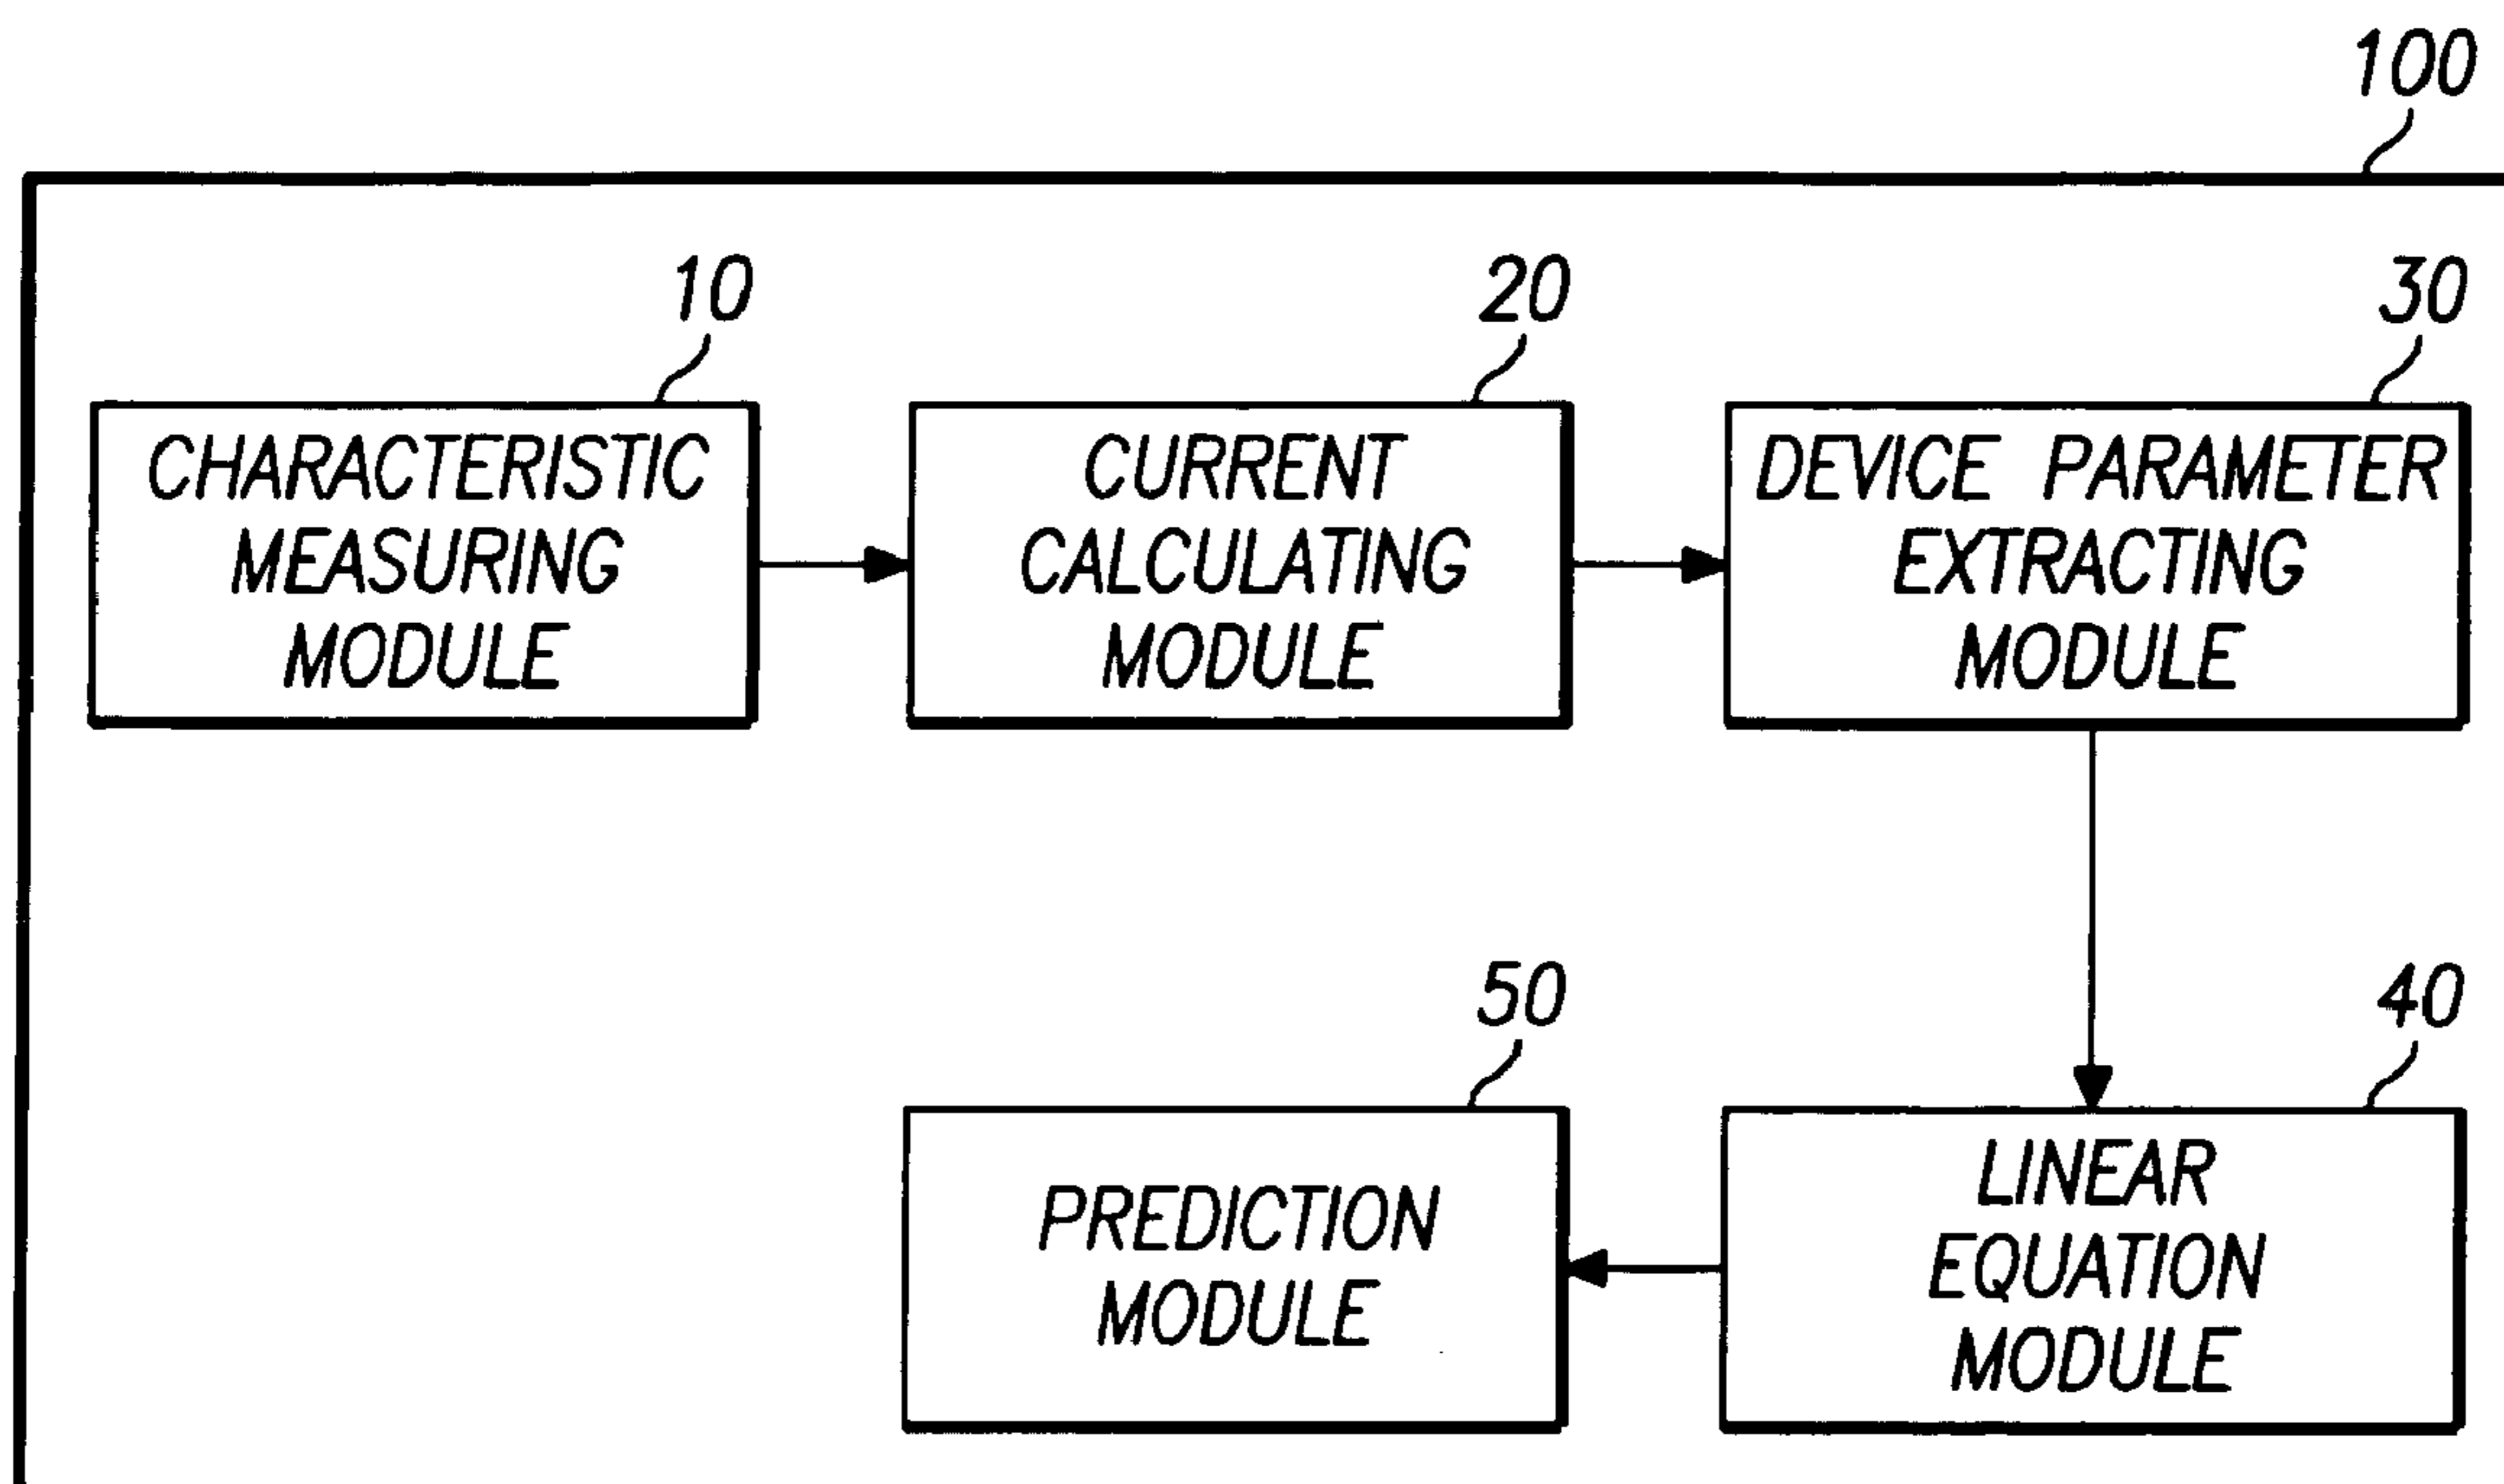 100
10
CHARACTERISTIC
MEASURING
MODULE
20
CURRENT
CALCULATING
MODULE
30
DEVICE PARAMETER
EXTRACTING
MODULE
50
PREDICTION
MODULE
40
LINEAR
EQUATION
MODULE